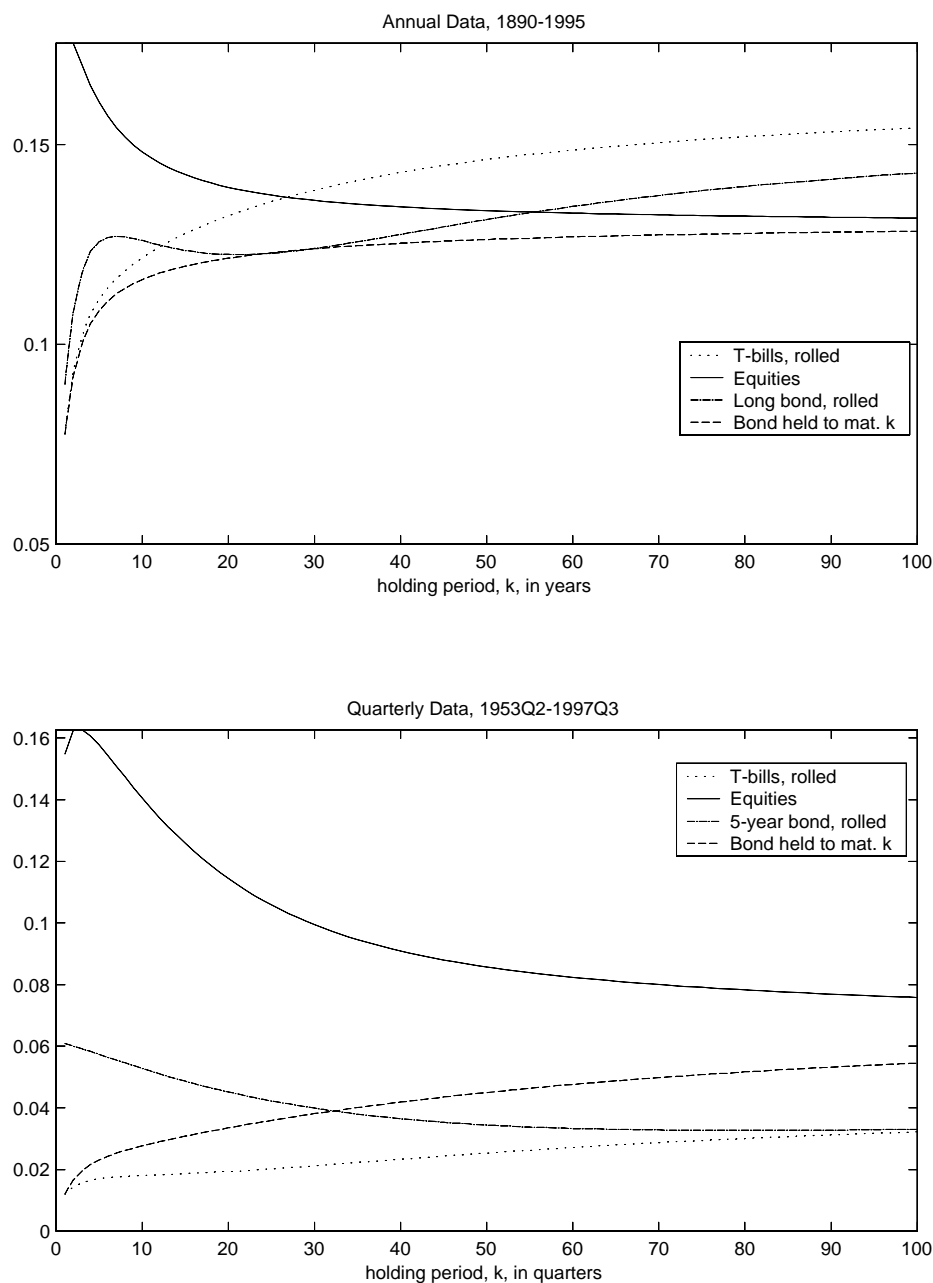 Annual Data, 1890-1995
0.15
0.1
0.05
T-bills, rolled
Equities
Long bond, rolled
Bond held to mat. k
0 10 20 30 40 50 60 70 80 90 100
holding period, k, in years
Quarterly Data, 1953Q2-1997Q3
0.16
0.14
0.12
0.1
0.08
0.06
0.04
0.02
0
T-bills, rolled
Equities
5-year bond, rolled
Bond held to mat. k
0 10 20 30 40 50 60 70 80 90 100
holding period, k, in quarters